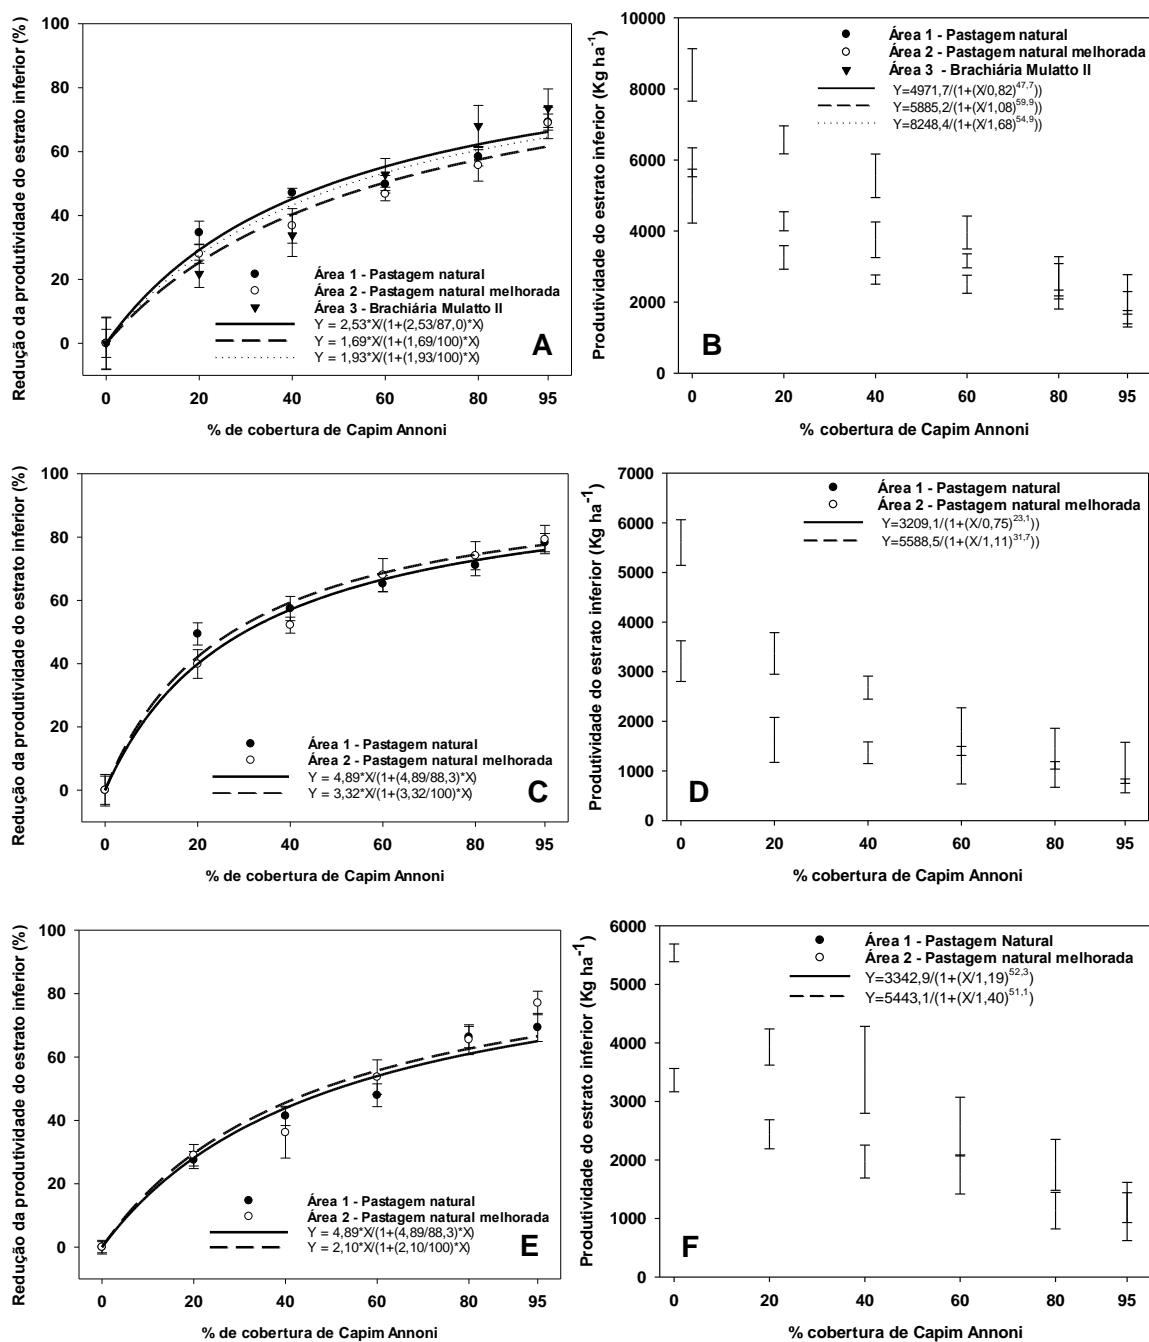 Redução da produtividade do estrato inferior (%)
100
80
60
40
20
0
Área 1 - Pastagem natural
Área 2 - Pastagem natural melhorada
Área 3 - Brachiária Mulatto II
Y = 2,53*X/(1+(2,53/87,0)*X)
Y = 1,69*X/(1+(1,69/100)*X)
Y = 1,93*X/(1+(1,93/100)*X)
A
0 20 40 60 80 95
% de cobertura de Capim Annoni
Produtividade do estrato inferior (Kg ha⁻¹)
10000
8000
6000
4000
2000
0
Área 1 - Pastagem natural
Área 2 - Pastagem natural melhorada
Área 3 - Brachiária Mulatto II
Y=4971,7/(1+(X/0,82)^47,7))
Y=5885,2/(1+(X/1,08)^59,9))
Y=8248,4/(1+(X/1,68)^54,9))
B
0 20 40 60 80 95
% cobertura de Capim Annoni
Redução da produtividade do estrato inferior (%)
100
80
60
40
20
0
Área 1 - Pastagem natural
Área 2 - Pastagem natural melhorada
Y = 4,89*X/(1+(4,89/88,3)*X)
Y = 3,32*X/(1+(3,32/100)*X)
C
0 20 40 60 80 95
% de cobertura de Capim Annoni
Produtividade do estrato inferior (Kg ha⁻¹)
7000
6000
5000
4000
3000
2000
1000
0
Área 1 - Pastagem natural
Área 2 - Pastagem natural melhorada
Y=3209,1/(1+(X/0,75)^23,1))
Y=5588,5/(1+(X/1,11)^31,7))
D
0 20 40 60 80 95
% cobertura de Capim Annoni
Redução da produtividade do estrato inferior (%)
100
80
60
40
20
0
Área 1 - Pastagem natural
Área 2 - Pastagem natural melhorada
Y = 4,89*X/(1+(4,89/88,3)*X)
Y = 2,10*X/(1+(2,10/100)*X)
E
0 20 40 60 80 95
% de cobertura de Capim Annoni
Produtividade do estrato inferior (Kg ha⁻¹)
6000
5000
4000
3000
2000
1000
0
Área 1 - Pastagem Natural
Área 2 - Pastagem natural melhorada
Y=3342,9/(1+(X/1,19)^52,3)
Y=5443,1/(1+(X/1,40)^51,1)
F
0 20 40 60 80 95
% cobertura de Capim Annoni